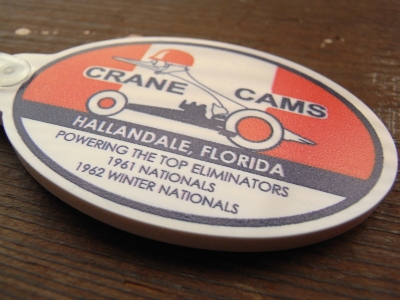 CRANE CAMS
HALLANDALE, FLORIDA
POWERING THE TOP ELIMINATORS
1961 NATIONALS
1962 WINTER NATIONALS